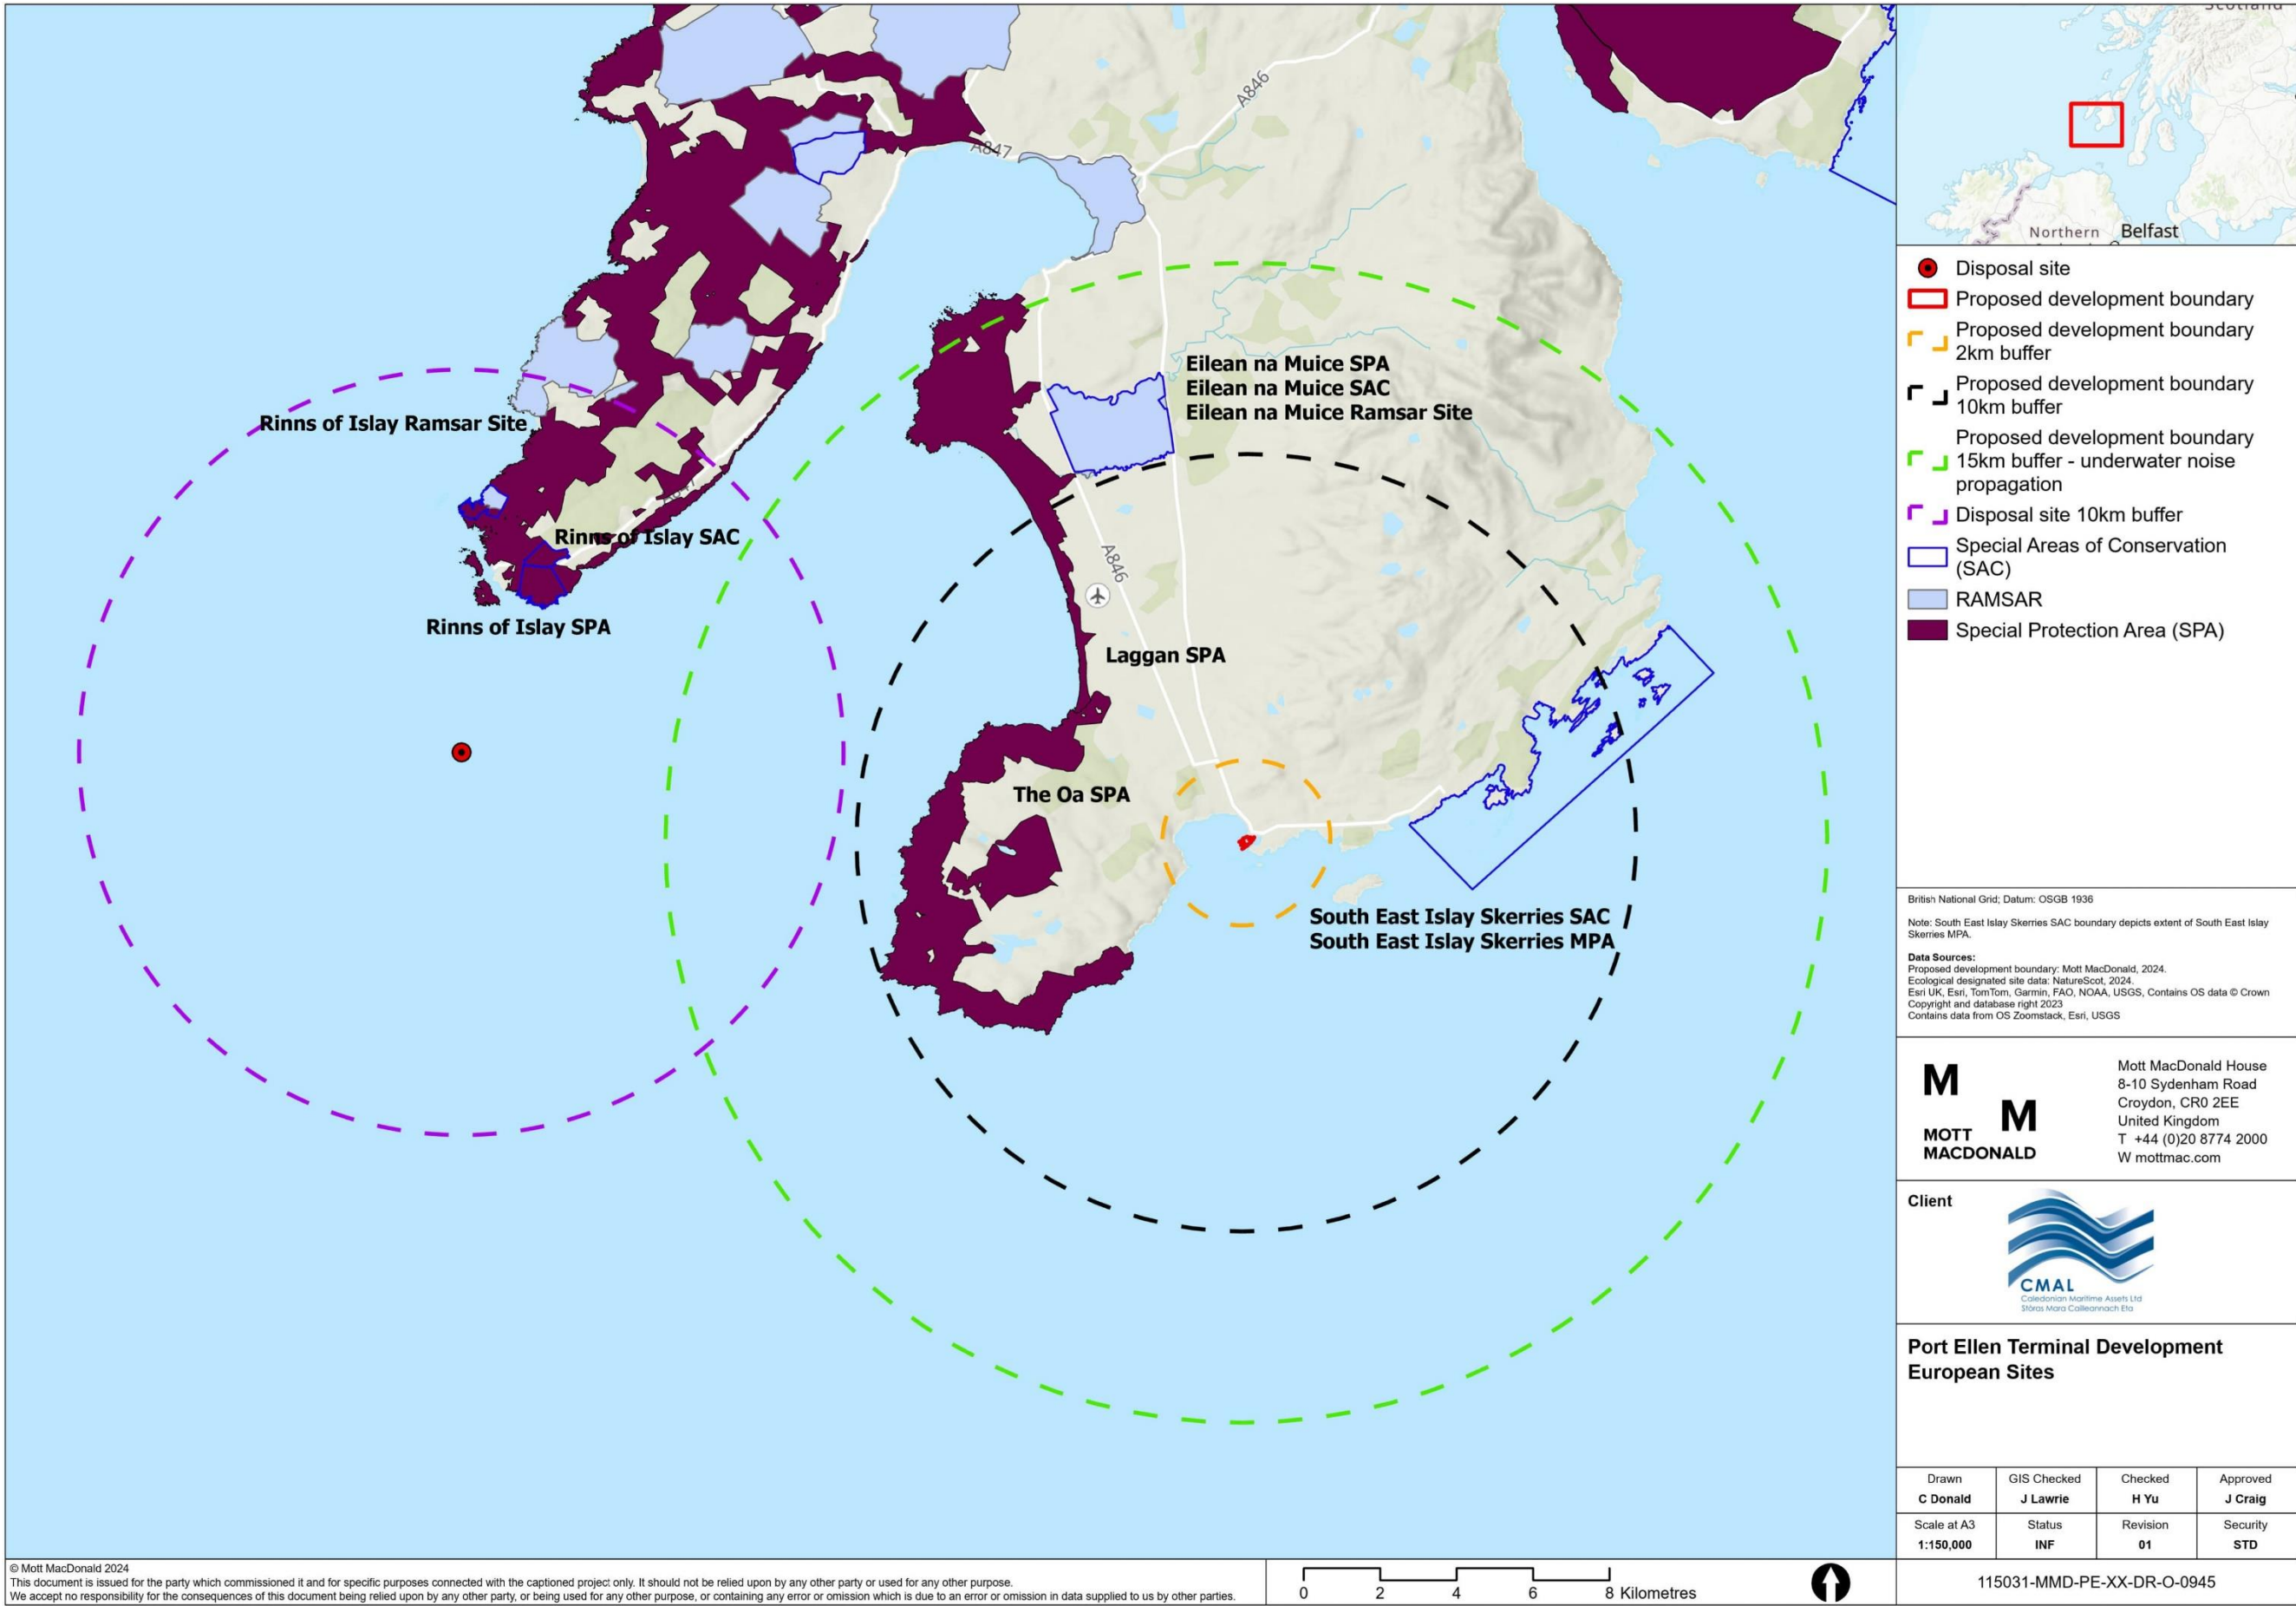 A846
A847
Eilean na Muice SPA
Eilean na Muice SAC
Eilean na Muice Ramsar Site
Rinns of Islay Ramsar Site
Rinns of Islay SAC
Rinns of Islay SPA
A846
Laggan SPA
The Oa SPA
South East Islay Skerries SAC
South East Islay Skerries MPA
Northern
Belfast
Disposal site
Proposed development boundary
Proposed development boundary
2km buffer
Proposed development boundary
10km buffer
Proposed development boundary
15km buffer - underwater noise
propagation
Disposal site 10km buffer
Special Areas of Conservation
(SAC)
RAMSAR
Special Protection Area (SPA)
British National Grid; Datum: OSGB 1936
Note: South East Islay Skerries SAC boundary depicts extent of South East Islay
Skerries MPA.
Data Sources:
Proposed development boundary: Mott MacDonald, 2024.
Ecological designated site data: NatureScot, 2024.
Esri UK, Esri, TomTom, Garmin, FAO, NOAA, USGS, Contains OS data © Crown
Copyright and database right 2023
Contains data from OS Zoomstack, Esri, USGS
M
M
MOTT
MACDONALD
Mott MacDonald House
8-10 Sydenham Road
Croydon, CR0 2EE
United Kingdom
T +44 (0)20 8774 2000
W mottmac.com
Client
CMAL
Caledonian Maritime Assets Ltd
Stòras Mara Cailleannach Eta
Port Ellen Terminal Development
European Sites
Drawn GIS Checked Checked Approved
C Donald J Lawrie H Yu J Craig
Scale at A3 Status Revision Security
1:150,000 INF 01 STD
115031-MMD-PE-XX-DR-O-0945
© Mott MacDonald 2024
This document is issued for the party which commissioned it and for specific purposes connected with the captioned project only. It should not be relied upon by any other party or used for any other purpose.
We accept no responsibility for the consequences of this document being relied upon by any other party, or being used for any other purpose, or containing any error or omission which is due to an error or omission in data supplied to us by other parties.
0 2 4 6 8 Kilometres